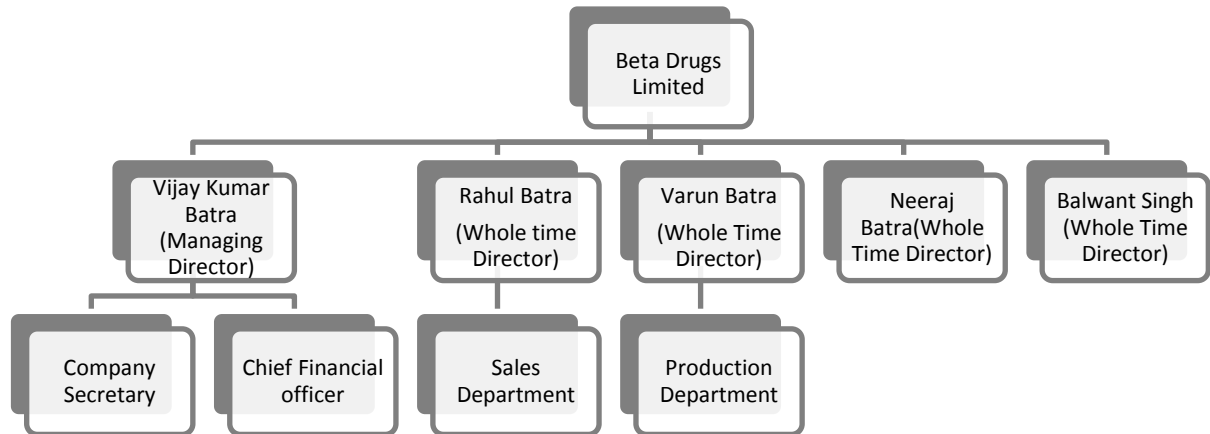 Beta Drugs
Limited
Vijay Kumar
Batra
(Managing
Director)
Rahul Batra
(Whole time
Director)
Varun Batra
(Whole Time
Director)
Neeraj
Batra(Whole
Time Director)
Balwant Singh
(Whole Time
Director)
Company
Secretary
Chief Financial
officer
Sales
Department
Production
Department